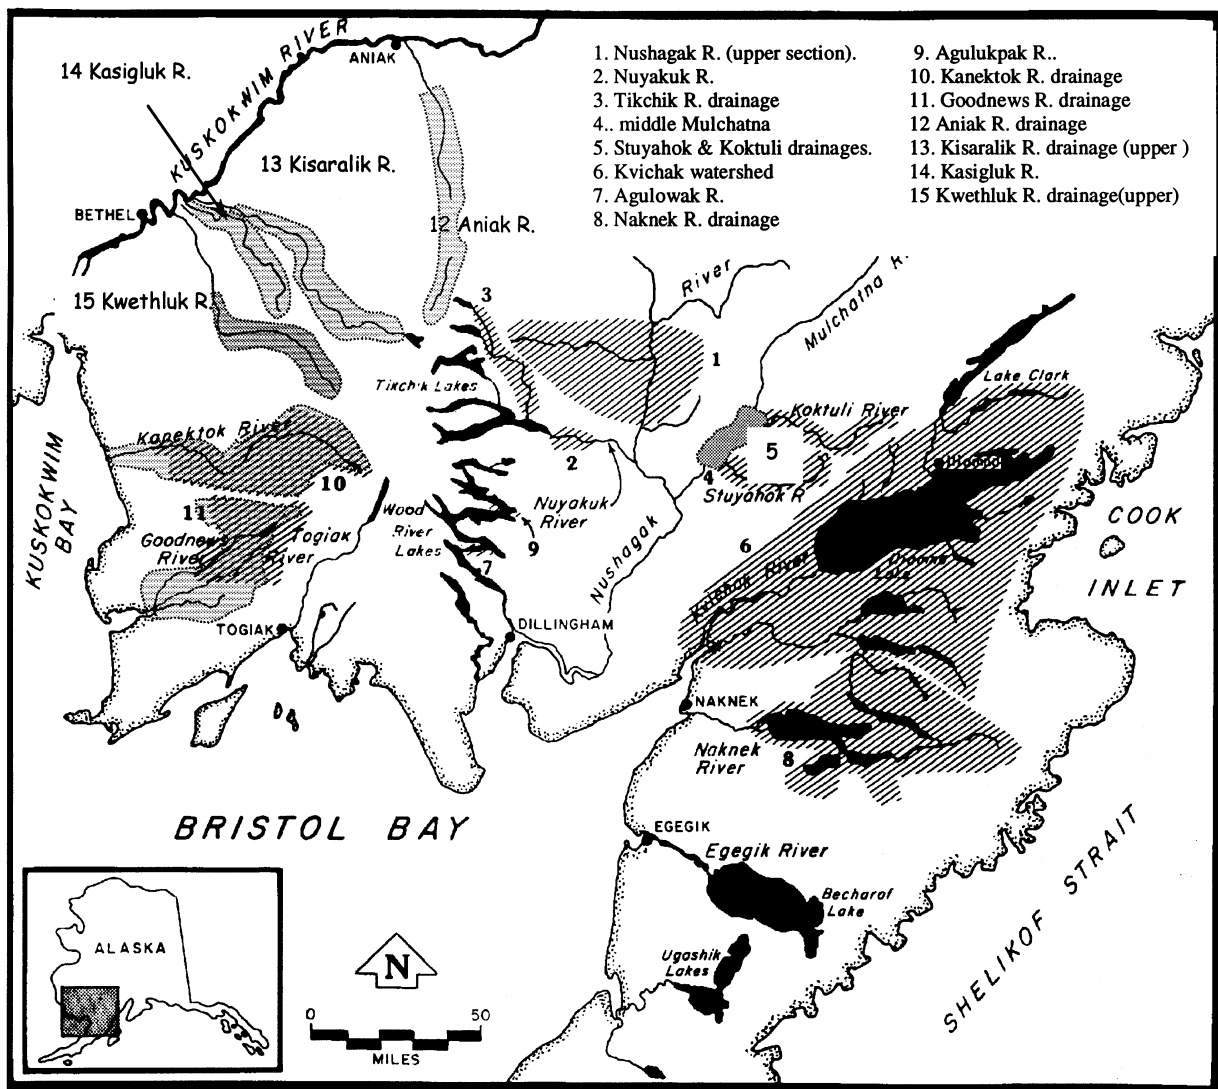 KUSKOKWIM RIVER
ANIAK
14 Kasigluk R.
13 Kisaralik R.
BETHEL
12 Aniak R.
15 Kwethluk R.
1. Nushagak R. (upper section).
2. Nuyakuk R.
3. Tikchik R. drainage
4.. middle Mulchatna
5. Stuyahok & Koktuli drainages.
6. Kvichak watershed
7. Agulowak R.
8. Naknek R. drainage
9. Agulukpak R..
10. Kanektok R. drainage
11. Goodnews R. drainage
12 Aniak R. drainage
13. Kisaralik R. drainage (upper )
14. Kasigluk R.
15 Kwethluk R. drainage(upper)
River
Mulchatna R.
3
1
Tikchik Lakes
Lake Clark
Koktuli River
Kanektok River
5
2
4
Stuyahok R
10
KUSKOKWIM
BAY
11
Goodnews
River
Togiak
River
Wood
River
Lakes
Nuyakuk
River
9
7
Nushagak
6
Kvichak River
Lake
COOK
INLET
TOGIAK
DILLINGHAM
NAKNEK
Naknek
River
8
BRISTOL BAY
EGEGIK
Egegik River
Becharof
Lake
Ugashik
Lakes
SHELIKOF STRAIT
ALASKA
N
0
50
MILES